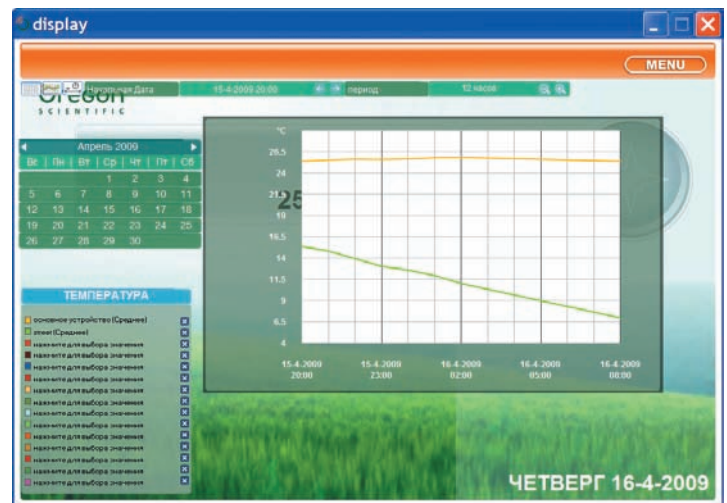 display
MENU
Начальная Дата 15-4-2009 20:00 период 12 часов
Oregon
SCIENTIFIC
Апрель 2009
Вс Пн Вт Ср Чт Пт Сб
1 2 3 4
5 6 7 8 9 10 11
12 13 14 15 16 17 18
19 20 21 22 23 24 25
26 27 28 29 30
°C
26.5
24
25
19
16.5
14
11.5
9
6.5
4
15-4-2009 15-4-2009 16-4-2009 16-4-2009 16-4-2009
20:00 23:00 02:00 05:00 08:00
ТЕМПЕРАТУРА
основное устройство (Среднее)
street (Среднее)
нажмите для выбора значения
нажмите для выбора значения
нажмите для выбора значения
нажмите для выбора значения
нажмите для выбора значения
нажмите для выбора значения
нажмите для выбора значения
нажмите для выбора значения
нажмите для выбора значения
нажмите для выбора значения
нажмите для выбора значения
нажмите для выбора значения
нажмите для выбора значения
ЧЕТВЕРГ 16-4-2009